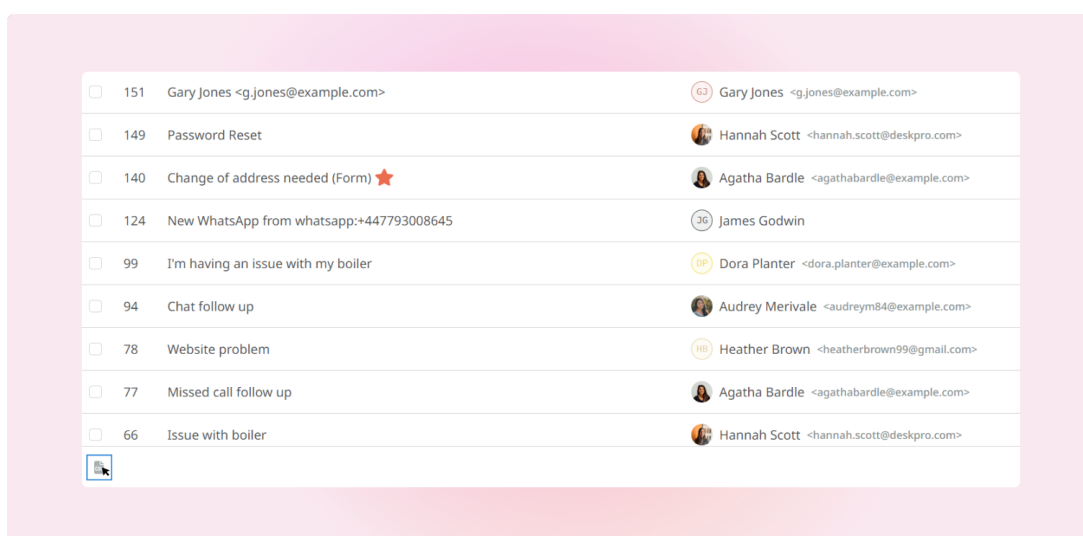 151 Gary Jones <g.jones@example.com> GJ Gary Jones <g.jones@example.com>
149 Password Reset Hannah Scott <hannah.scott@deskpro.com>
140 Change of address needed (Form) Agatha Bardle <agathabardle@example.com>
124 New WhatsApp from whatsapp:+447793008645 JG James Godwin
99 I'm having an issue with my boiler DP Dora Planter <dora.planter@example.com>
94 Chat follow up Audrey Merivale <audreym84@example.com>
78 Website problem HB Heather Brown <heatherbrown99@gmail.com>
77 Missed call follow up Agatha Bardle <agathabardle@example.com>
66 Issue with boiler Hannah Scott <hannah.scott@deskpro.com>